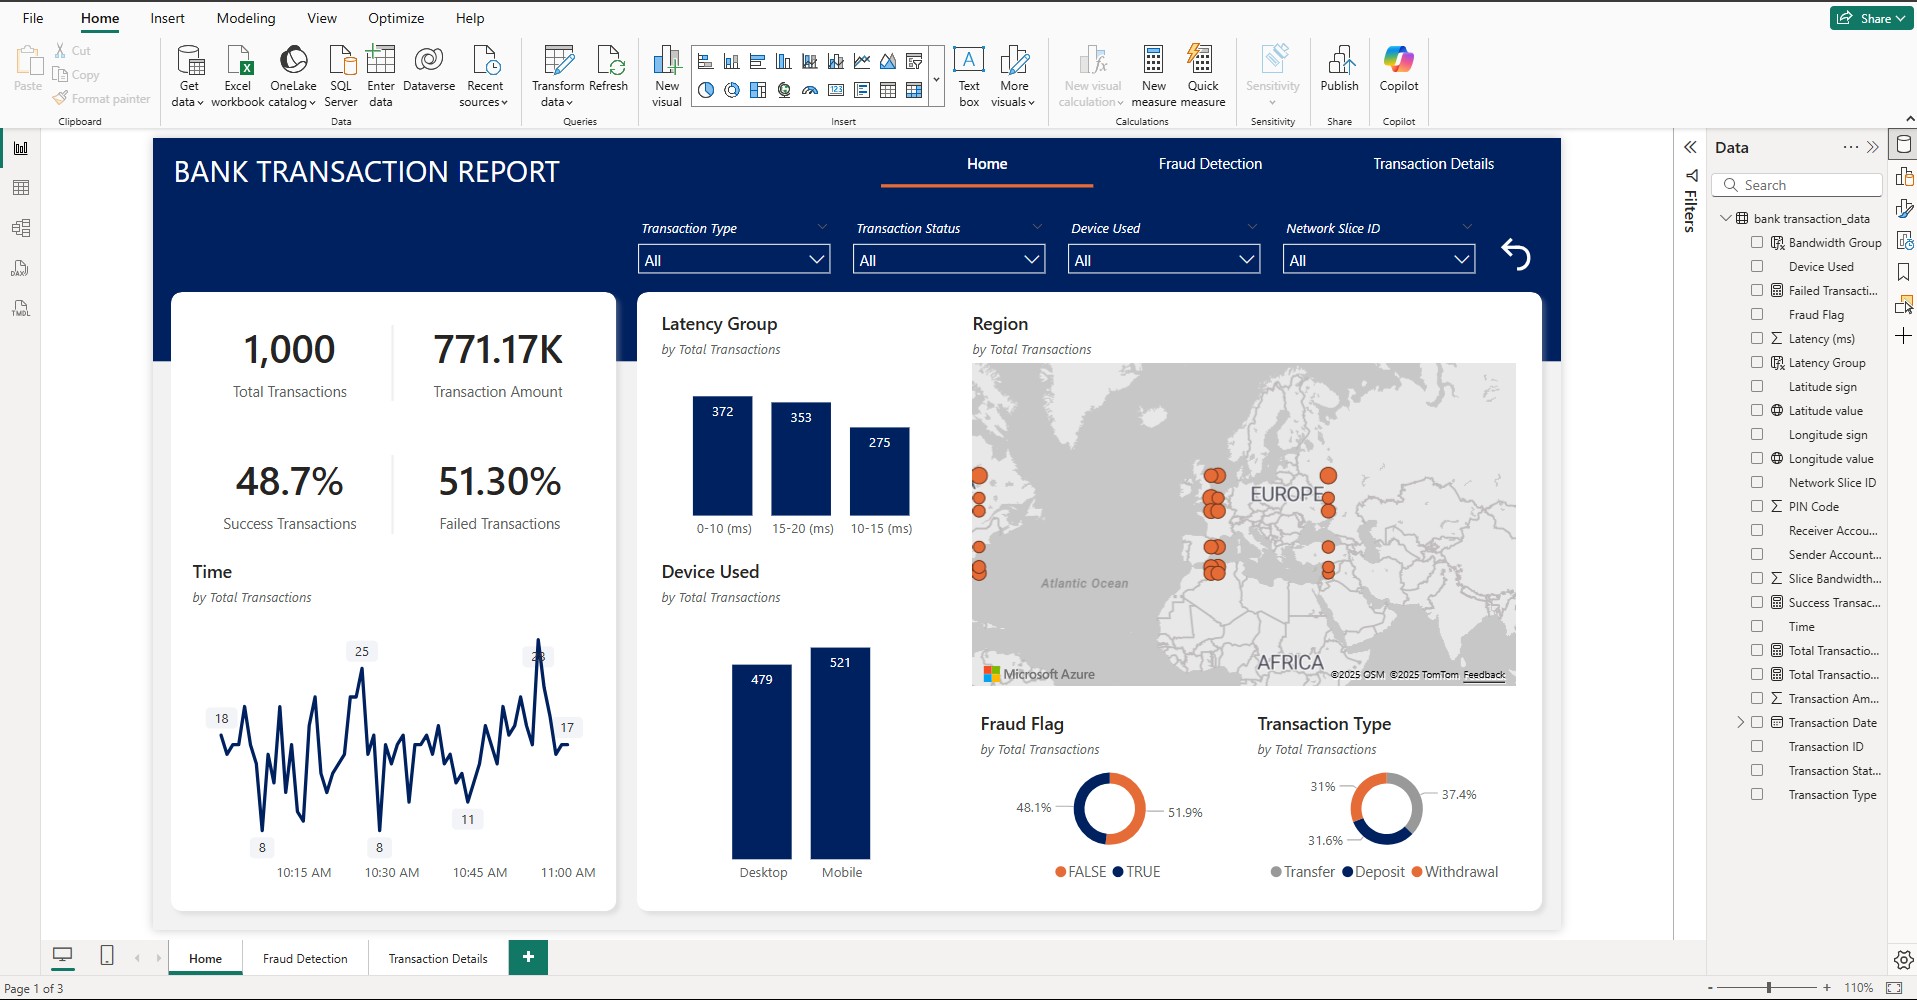 File Home Insert Modeling View Optimize Help Share
Paste Cut
Copy
Format painter
Clipboard
Get data
Excel workbook
OneLake catalog
SQL Server
Enter data
Dataverse
Recent sources
Data
Transform data
Refresh
Queries
New visual
Insert
Text box
More visuals
New visual calculation
New measure
Quick measure
Calculations
Sensitivity
Sensitivity
Publish
Share
Copilot
Copilot
DAX
TMDL
BANK TRANSACTION REPORT
Home Fraud Detection Transaction Details
Transaction Type
All
Transaction Status
All
Device Used
All
Network Slice ID
All
1,000
Total Transactions
771.17K
Transaction Amount
48.7%
Success Transactions
51.30%
Failed Transactions
Time
by Total Transactions
18
25
8
8
11
17
10:15 AM 10:30 AM 10:45 AM 11:00 AM
Latency Group
by Total Transactions
372 353 275
0-10 (ms) 15-20 (ms) 10-15 (ms)
Device Used
by Total Transactions
479 521
Desktop Mobile
Region
by Total Transactions
EUROPE
Atlantic Ocean
AFRICA
Microsoft Azure
©2025 OSM ©2025 TomTom Feedback
Fraud Flag
by Total Transactions
48.1% 51.9%
FALSE TRUE
Transaction Type
by Total Transactions
31% 37.4%
31.6%
Transfer Deposit Withdrawal
Filters
Data
Search
bank transaction_data
Bandwidth Group
Device Used
Failed Transacti...
Fraud Flag
Latency (ms)
Latency Group
Latitude sign
Latitude value
Longitude sign
Longitude value
Network Slice ID
PIN Code
Receiver Accou...
Sender Account...
Slice Bandwidth...
Success Transac...
Time
Total Transactio...
Total Transactio...
Transaction Am...
Transaction Date
Transaction ID
Transaction Stat...
Transaction Type
Home Fraud Detection Transaction Details +
Page 1 of 3
- + 110%